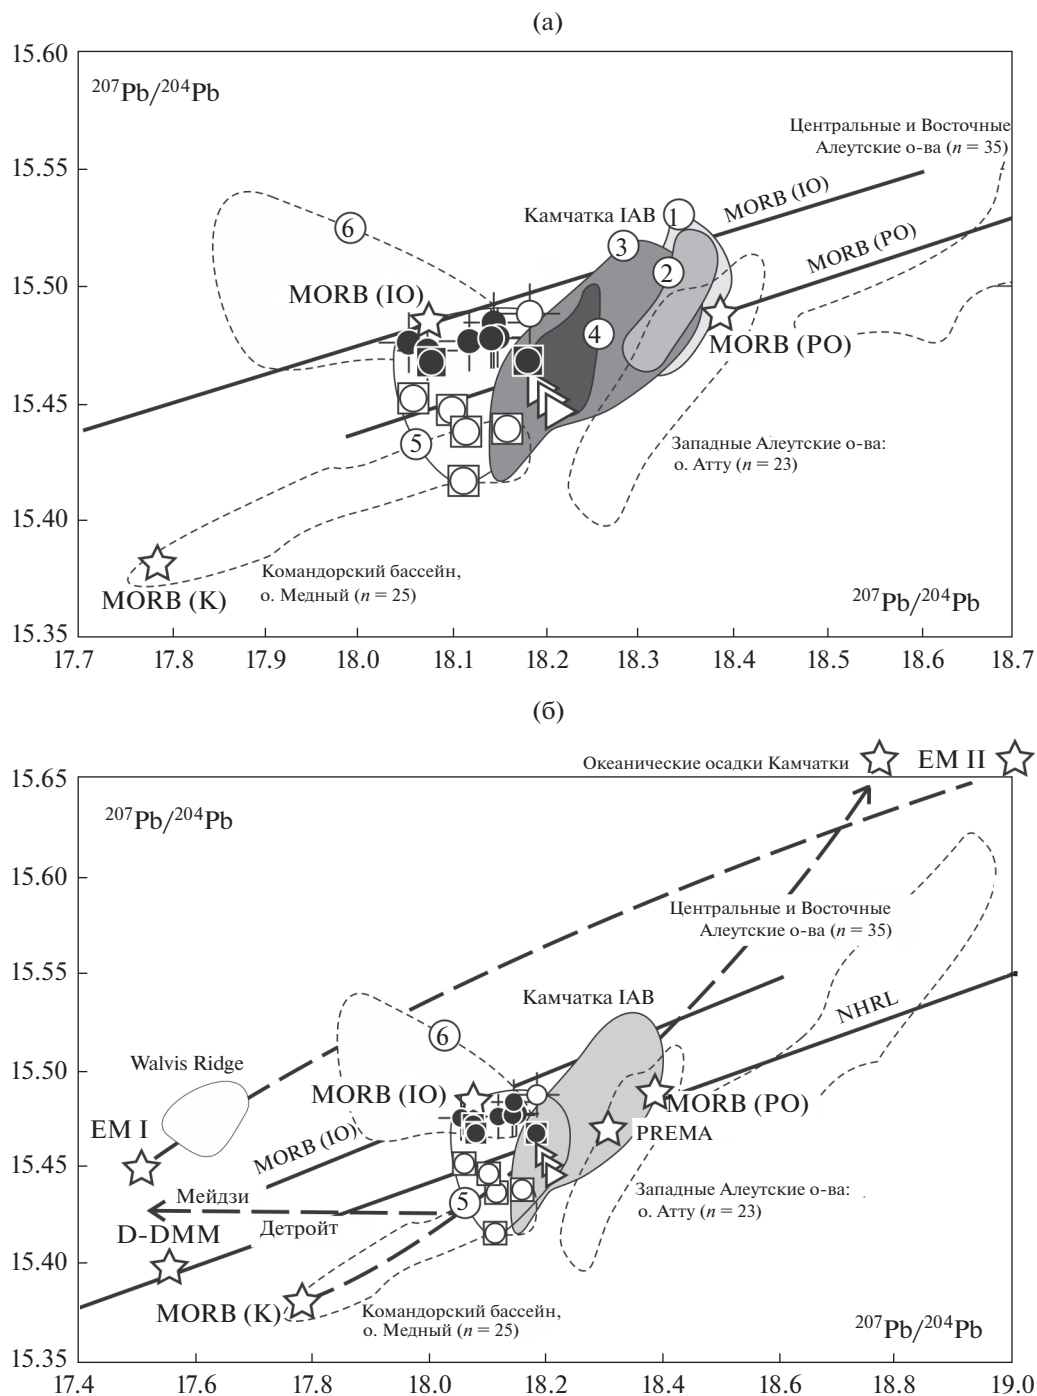 (а)
15.60
²⁰⁷Pb/²⁰⁴Pb
Центральные и Восточные
Алеутские о-ва (n = 35)
15.55
MORB (IO)
Камчатка IAB
1
6
3
MORB (PO)
2
15.50
MORB (IO)
4
MORB (PO)
15.45
5
Западные Алеутские о-ва:
о. Атту (n = 23)
15.40
Командорский бассейн,
о. Медный (n = 25)
MORB (K)
²⁰⁷Pb/²⁰⁴Pb
15.35
17.7 17.8 17.9 18.0 18.1 18.2 18.3 18.4 18.5 18.6 18.7
(б)
Океанические осадки Камчатки
EM II
15.65
²⁰⁷Pb/²⁰⁴Pb
15.60
Центральные и Восточные
Алеутские о-ва (n = 35)
15.55
Камчатка IAB
NHRL
6
Walvis Ridge
15.50
MORB (IO)
MORB (PO)
EM I
PREMA
MORB (IO)
15.45
Мейдзи
5
Западные Алеутские о-ва:
о. Атту (n = 23)
D-DMM
Детройт
15.40
MORB (K)
Командорский бассейн,
о. Медный (n = 25)
²⁰⁷Pb/²⁰⁴Pb
15.35
17.4 17.6 17.8 18.0 18.2 18.4 18.6 18.8 19.0